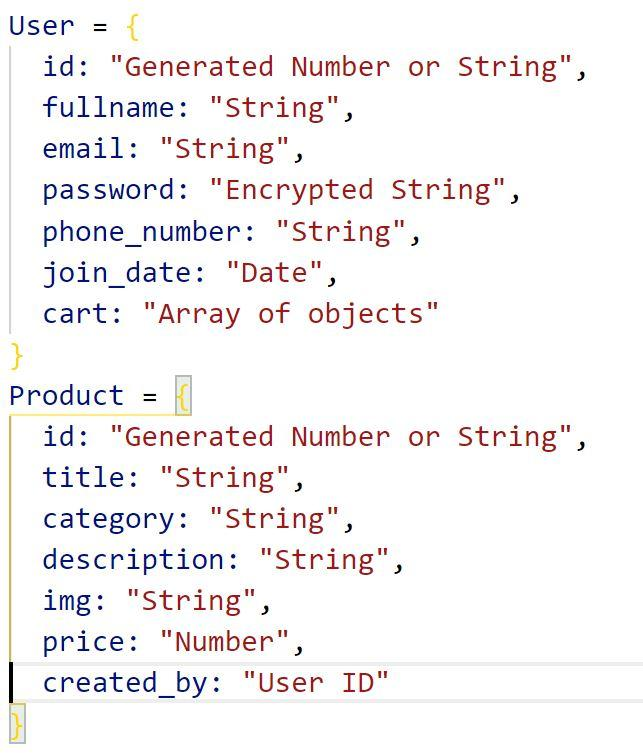 User = {
id: "Generated Number or String",
fullname: "String",
email: "String",
password: "Encrypted String",
phone_number: "String",
join_date: "Date",
cart: "Array of objects"
}
Product = {
id: "Generated Number or String",
title: "String",
category: "String",
description: "String",
img: "String",
price: "Number",
created_by: "User ID"
}